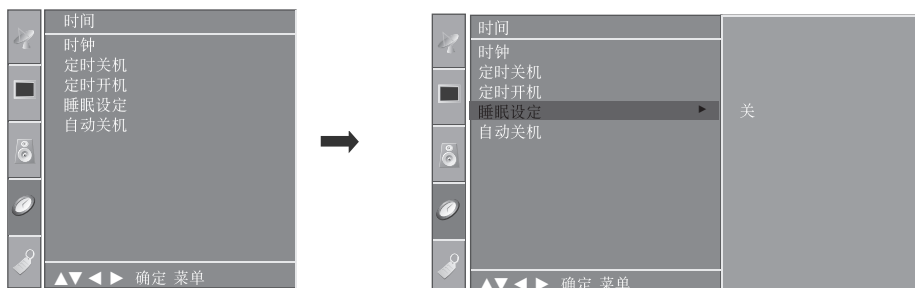 时间
时钟
定时关机
定时开机
睡眠设定
自动关机
▲▼ ◀ ▶ 确定 菜单
时间
时钟
定时关机
定时开机
睡眠设定 ▶
关
自动关机
▲▼ ◀ ▶ 确定 菜单